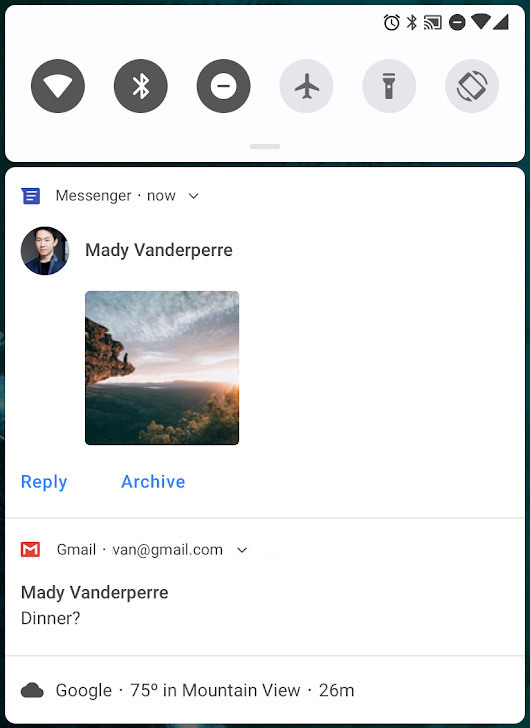 Messenger · now
Mady Vanderperre
Reply Archive
Gmail · van@gmail.com
Mady Vanderperre
Dinner?
Google · 75º in Mountain View · 26m